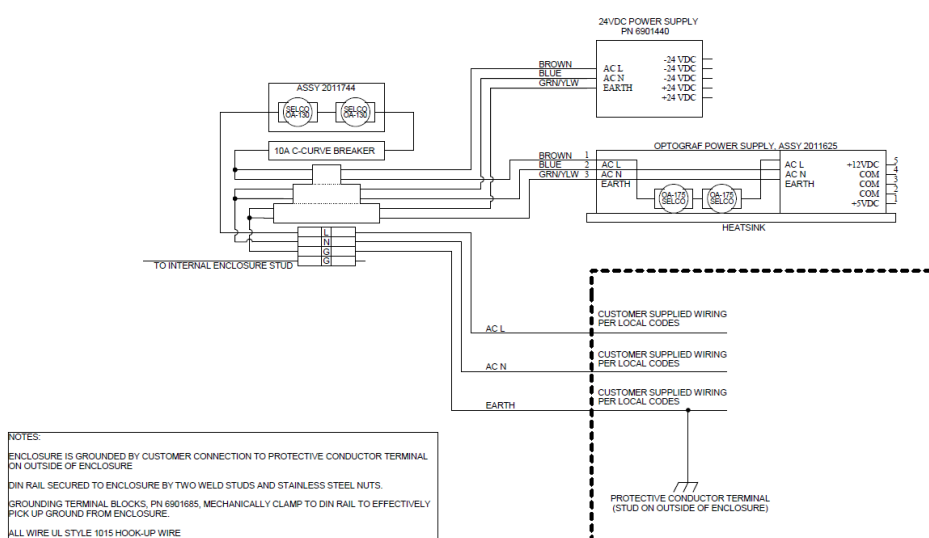 24VDC POWER SUPPLY
PN 6901440
AC L
AC N
EARTH
-24 VDC
-24 VDC
-24 VDC
+24 VDC
+24 VDC
BROWN
BLUE
GRN/YLW
ASSY 2011744
SELCO
OA-130
SELCO
OA-130
10A C-CURVE BREAKER
OPTOGRAF POWER SUPPLY, ASSY 2011625
BROWN 1
BLUE 2
GRN/YLW 3
AC L
AC N
EARTH
OA-175
SELCO
OA-175
SELCO
AC L
AC N
EARTH
+12VDC 5
COM 4
COM 3
COM 2
+5VDC 1
HEATSINK
L
N
G
G
TO INTERNAL ENCLOSURE STUD
AC L
CUSTOMER SUPPLIED WIRING
PER LOCAL CODES
AC N
CUSTOMER SUPPLIED WIRING
PER LOCAL CODES
EARTH
CUSTOMER SUPPLIED WIRING
PER LOCAL CODES
PROTECTIVE CONDUCTOR TERMINAL
(STUD ON OUTSIDE OF ENCLOSURE)
NOTES:
ENCLOSURE IS GROUNDED BY CUSTOMER CONNECTION TO PROTECTIVE CONDUCTOR TERMINAL
ON OUTSIDE OF ENCLOSURE
DIN RAIL SECURED TO ENCLOSURE BY TWO WELD STUDS AND STAINLESS STEEL NUTS.
GROUNDING TERMINAL BLOCKS, PN 6901685, MECHANICALLY CLAMP TO DIN RAIL TO EFFECTIVELY
PICK UP GROUND FROM ENCLOSURE.
ALL WIRE UL STYLE 1015 HOOK-UP WIRE